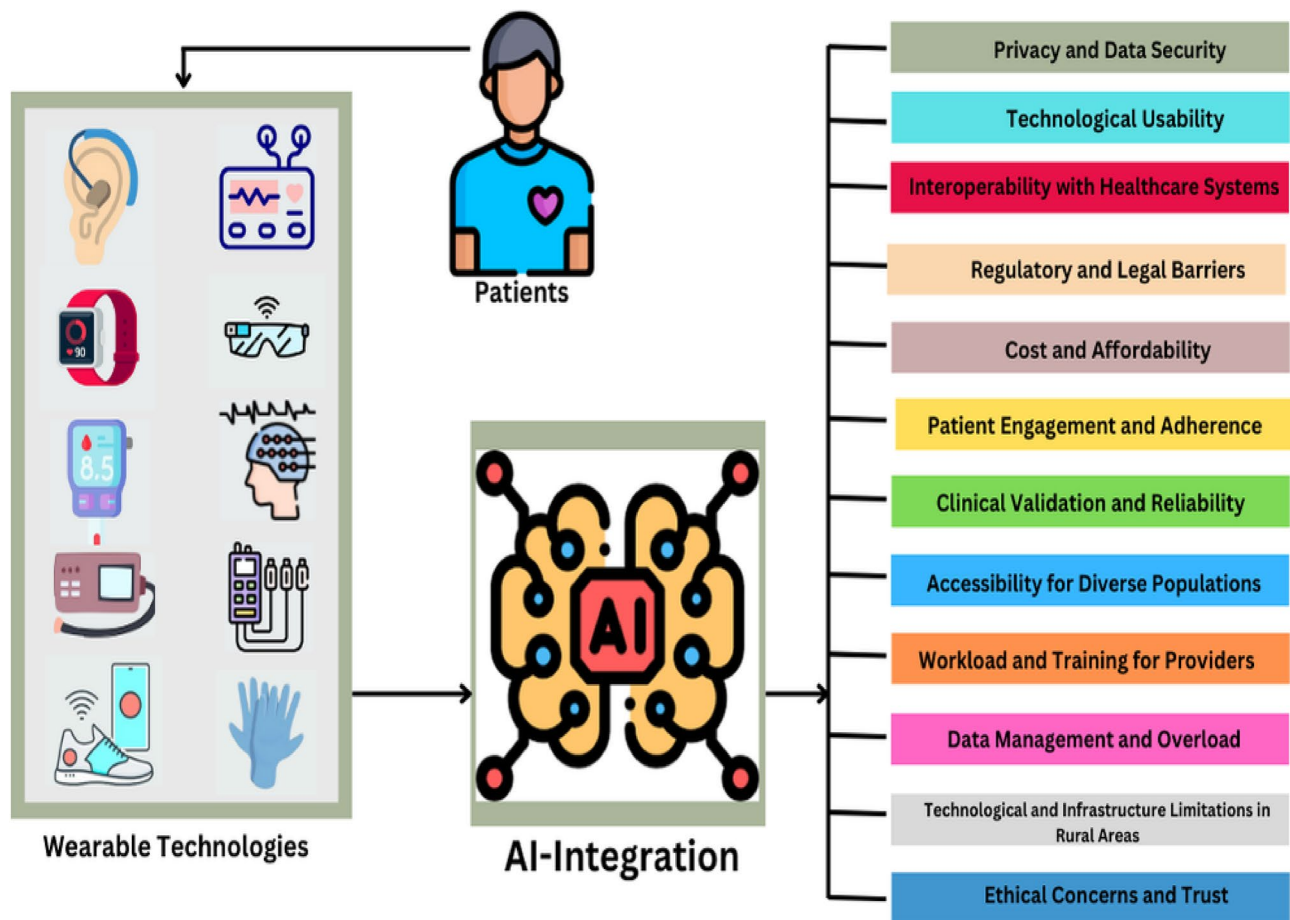 Patients
90
8.5
Wearable Technologies
AI
AI-Integration
Privacy and Data Security
Technological Usability
Interoperability with Healthcare Systems
Regulatory and Legal Barriers
Cost and Affordability
Patient Engagement and Adherence
Clinical Validation and Reliability
Accessibility for Diverse Populations
Workload and Training for Providers
Data Management and Overload
Technological and Infrastructure Limitations in
Rural Areas
Ethical Concerns and Trust